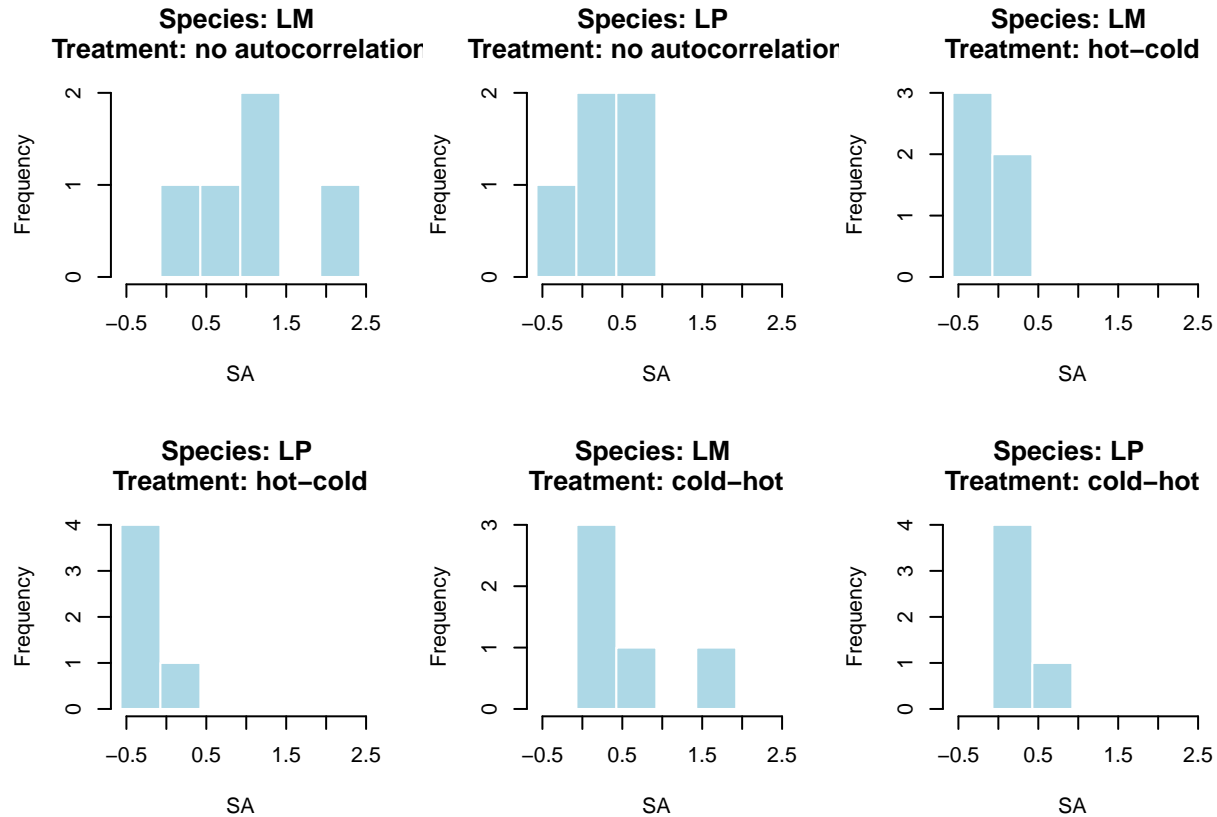 Species: LM
Treatment: no autocorrelation
Frequency
0
1
2
−0.5
0.5
1.5
2.5
SA
Species: LP
Treatment: no autocorrelation
Frequency
0
1
2
−0.5
0.5
1.5
2.5
SA
Species: LM
Treatment: hot−cold
Frequency
0
1
2
3
−0.5
0.5
1.5
2.5
SA
Species: LP
Treatment: hot−cold
Frequency
0
1
2
3
4
−0.5
0.5
1.5
2.5
SA
Species: LM
Treatment: cold−hot
Frequency
0
1
2
3
−0.5
0.5
1.5
2.5
SA
Species: LP
Treatment: cold−hot
Frequency
0
1
2
3
4
−0.5
0.5
1.5
2.5
SA